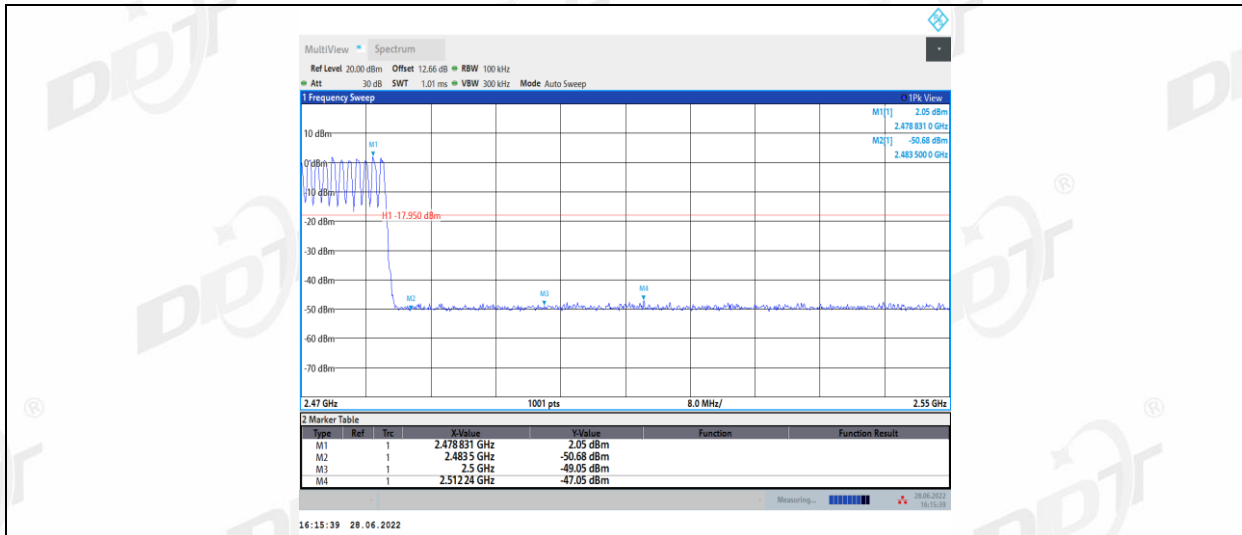 MultiView Spectrum
Ref Level 20.00 dBm Offset 12.66 dB RBW 100 kHz
Att 30 dB SWT 1.01 ms VBW 300 kHz Mode Auto Sweep
1 Frequency Sweep 1Pk View
M1[1] 2.05 dBm
2.478 831 0 GHz
10 dBm
M2[1] -50.68 dBm
M1
2.483 500 0 GHz
0 dBm
-10 dBm
H1 -17.950 dBm
-20 dBm
-30 dBm
-40 dBm
M2 M3 M4
-50 dBm
-60 dBm
-70 dBm
2.47 GHz 1001 pts 8.0 MHz/ 2.55 GHz
2 Marker Table
Type Ref Trc X-Value Y-Value Function Function Result
M1 1 2.478 831 GHz 2.05 dBm
M2 1 2.483 5 GHz -50.68 dBm
M3 1 2.5 GHz -49.05 dBm
M4 1 2.512 24 GHz -47.05 dBm
Measuring... 28.06.2022
16:15:39
16:15:39 28.06.2022
DDT
®